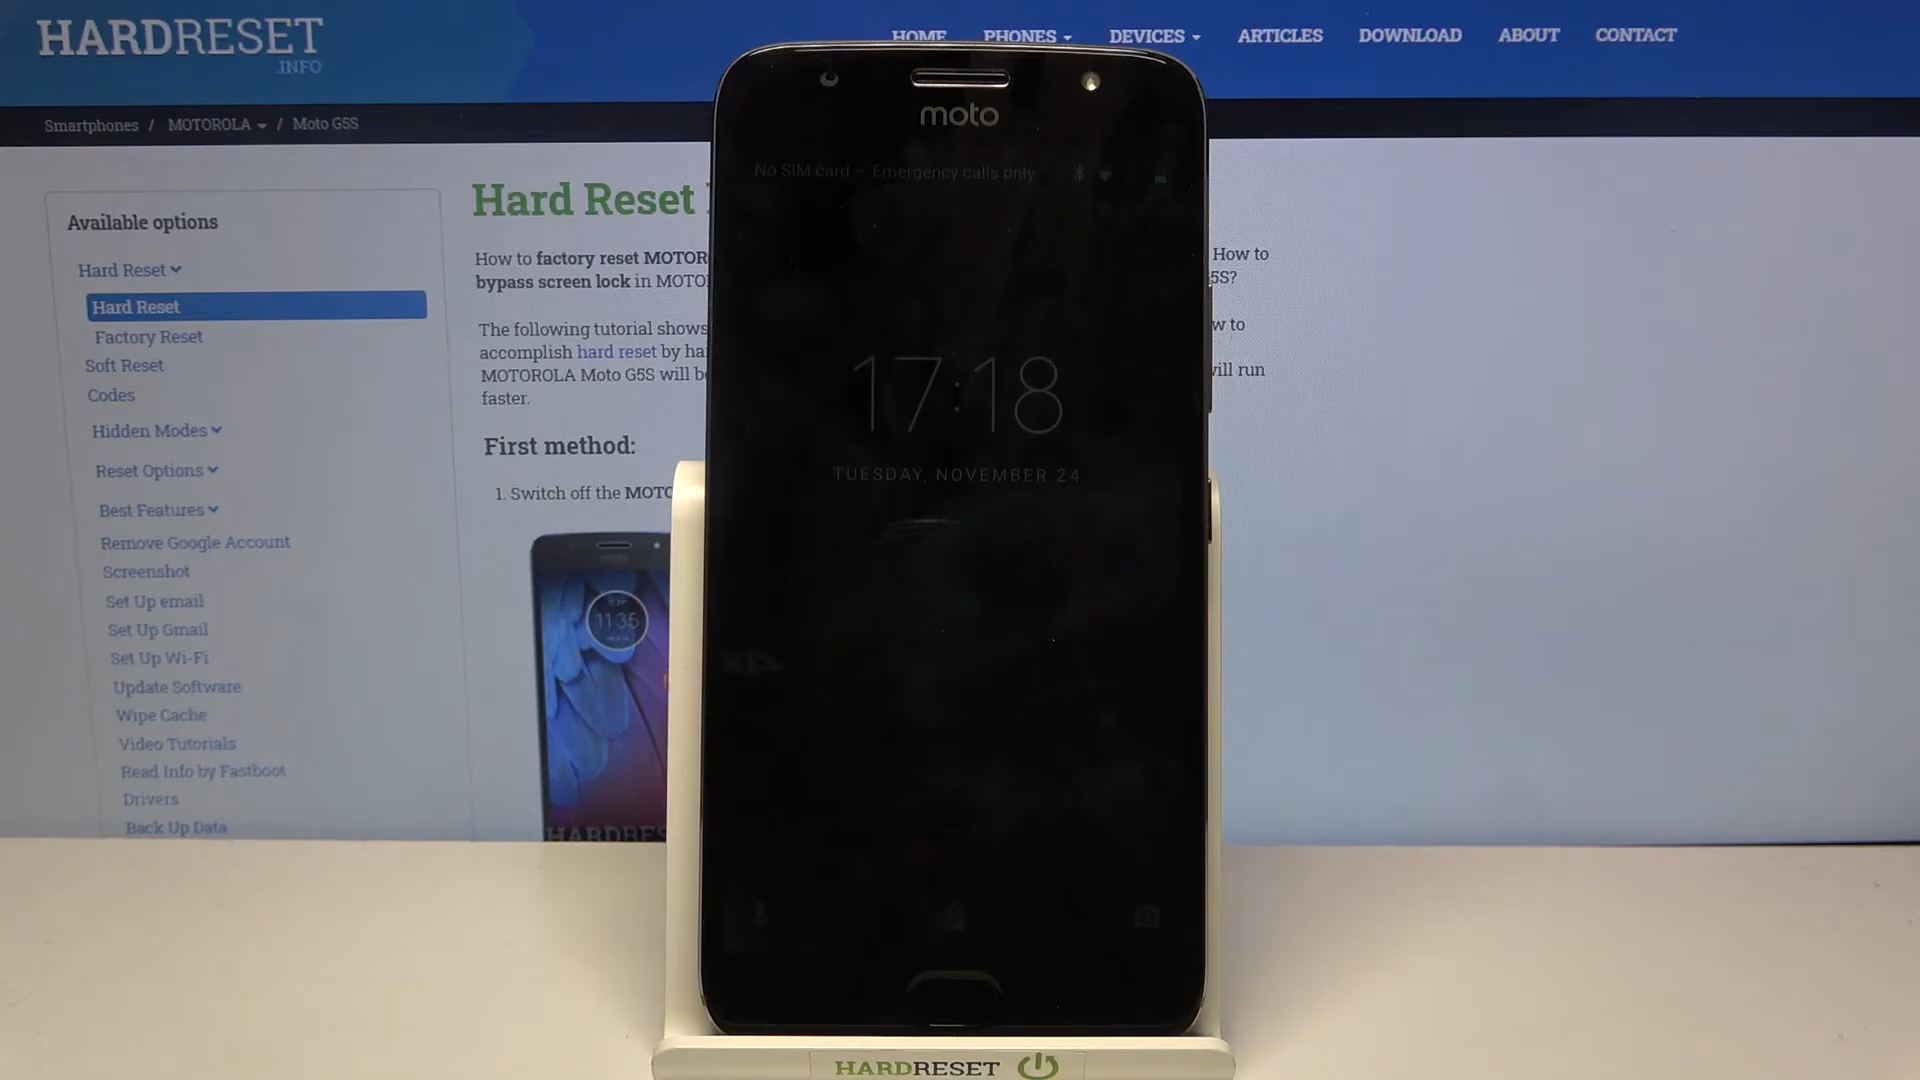 HARDRESET
.INFO
HOME PHONES DEVICES ARTICLES DOWNLOAD ABOUT CONTACT
Smartphones / MOTOROLA / Moto G5S
Available options
Hard Reset
Hard Reset
Factory Reset
Soft Reset
Codes
Hidden Modes
Reset Options
Best Features
Remove Google Account
Screenshot
Set Up email
Set Up Gmail
Set Up Wi-Fi
Update Software
Wipe Cache
Video Tutorials
Read Info by Fastboot
Drivers
Back Up Data
Hard Reset
How to factory reset MOTOR
bypass screen lock in MOTO
The following tutorial shows
accomplish hard reset by ha
MOTOROLA Moto G5S will b
faster.
First method:
1. Switch off the MOTO
11:35
HARDRES
How to
5S?
w to
will run
moto
No SIM card – Emergency calls only
17:18
TUESDAY, NOVEMBER 24
HARDRESET